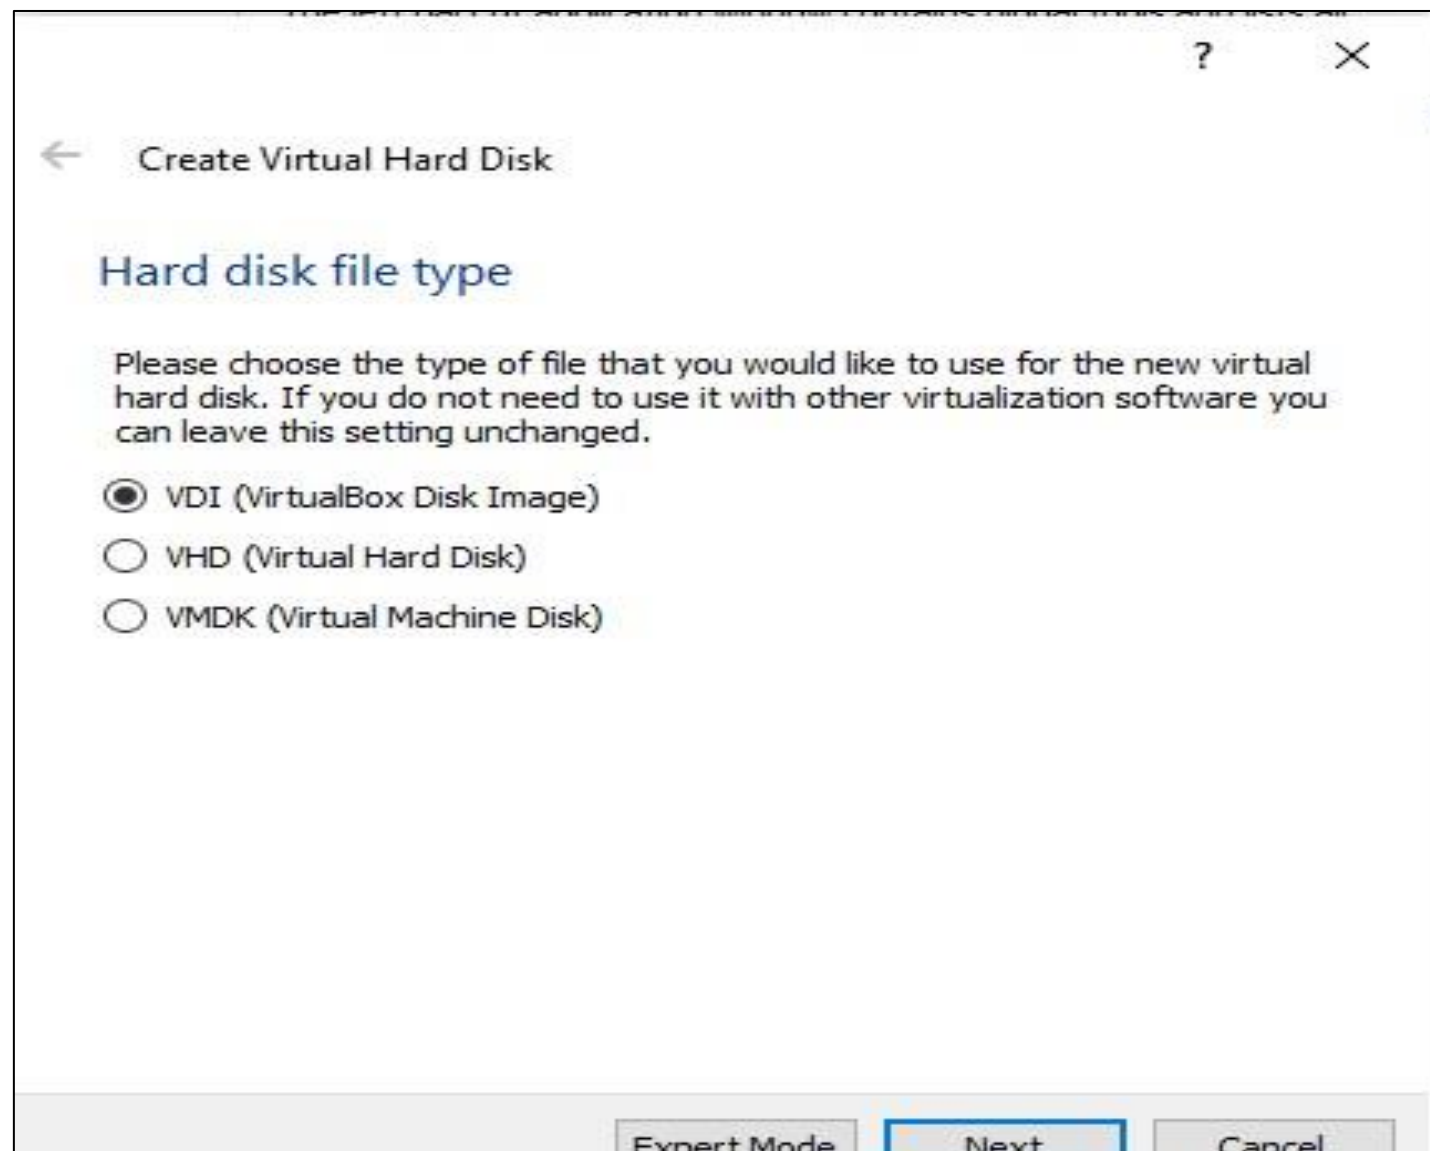 ?
Create Virtual Hard Disk
Hard disk file type
Please choose the type of file that you would like to use for the new virtual
hard disk. If you do not need to use it with other virtualization software you
can leave this setting unchanged.
VDI (VirtualBox Disk Image)
VHD (Virtual Hard Disk)
VMDK (Virtual Machine Disk)
Expert Mode Next Cancel